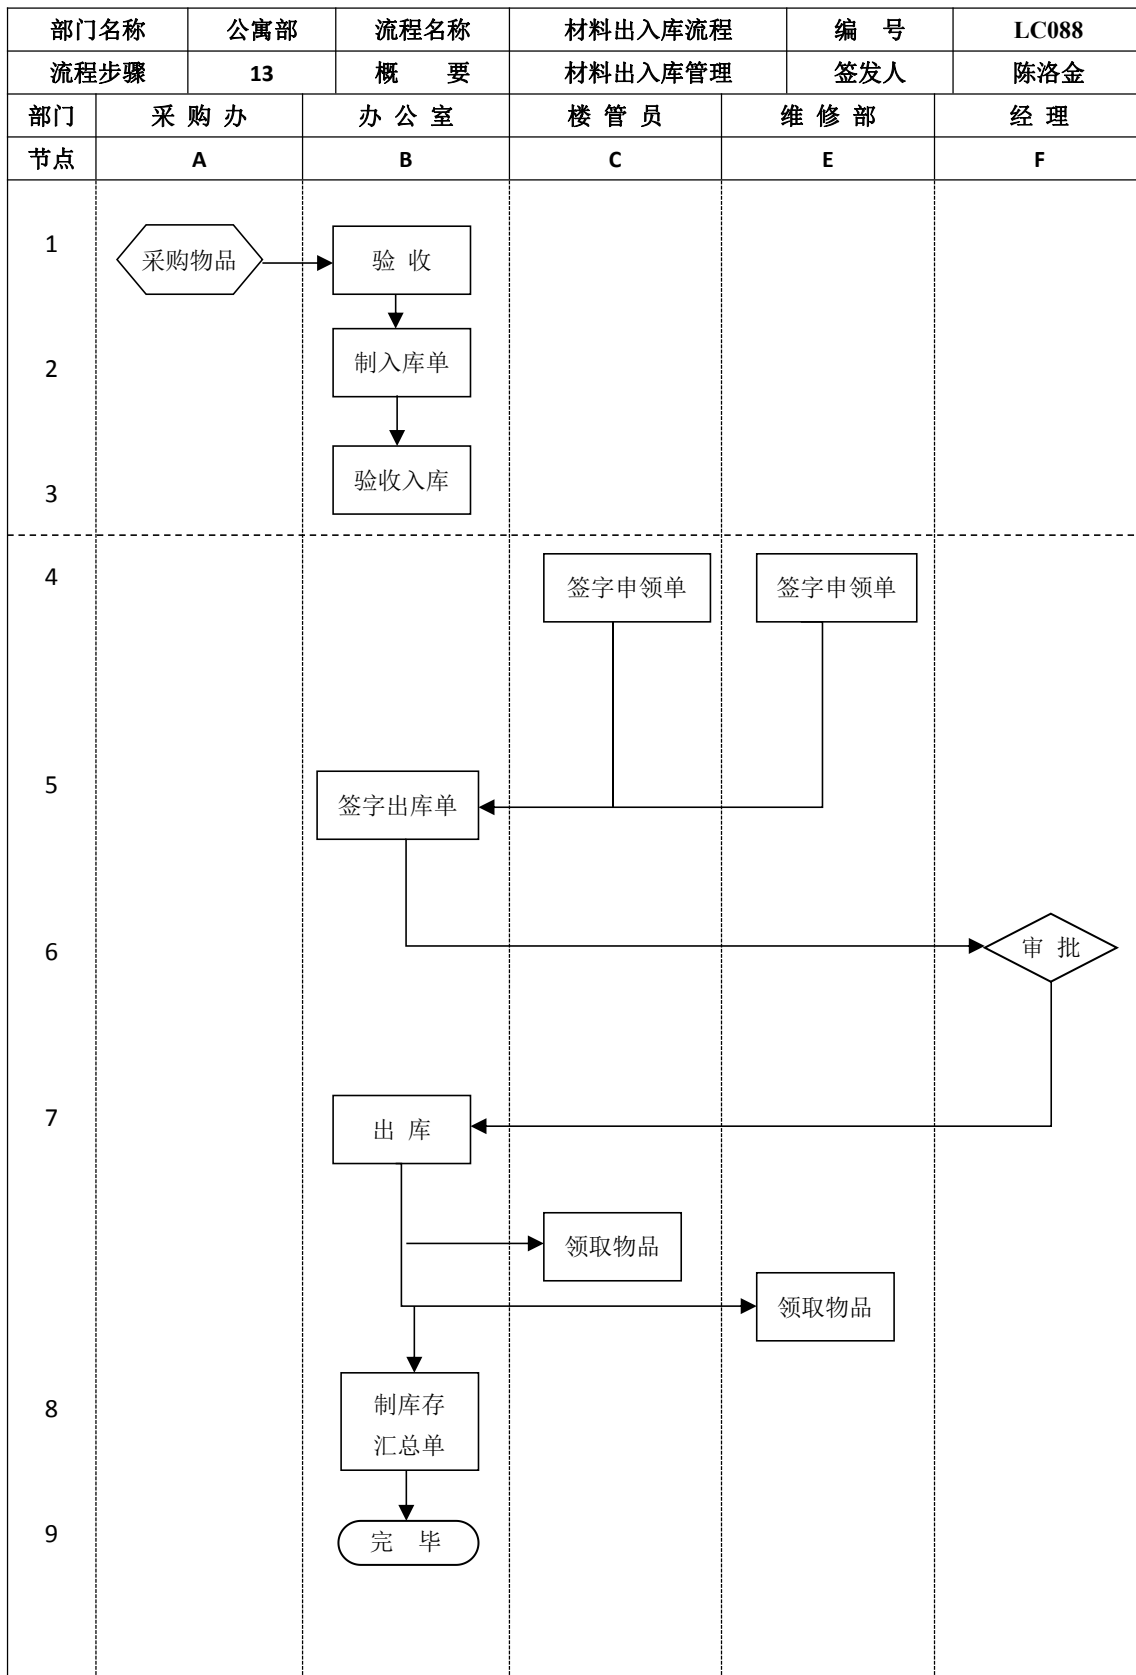 部门名称 公寓部 流程名称 材料出入库流程 编 号 LC088
流程步骤 13 概 要 材料出入库管理 签发人 陈洛金
部门 采 购 办 办 公 室 楼 管 员 维 修 部 经 理
节点 A B C E F
1 采购物品 验 收
2 制入库单
3 验收入库
4 签字申领单 签字申领单
5 签字出库单
6 审 批
7 出 库
领取物品
领取物品
8 制库存
汇总单
9 完 毕